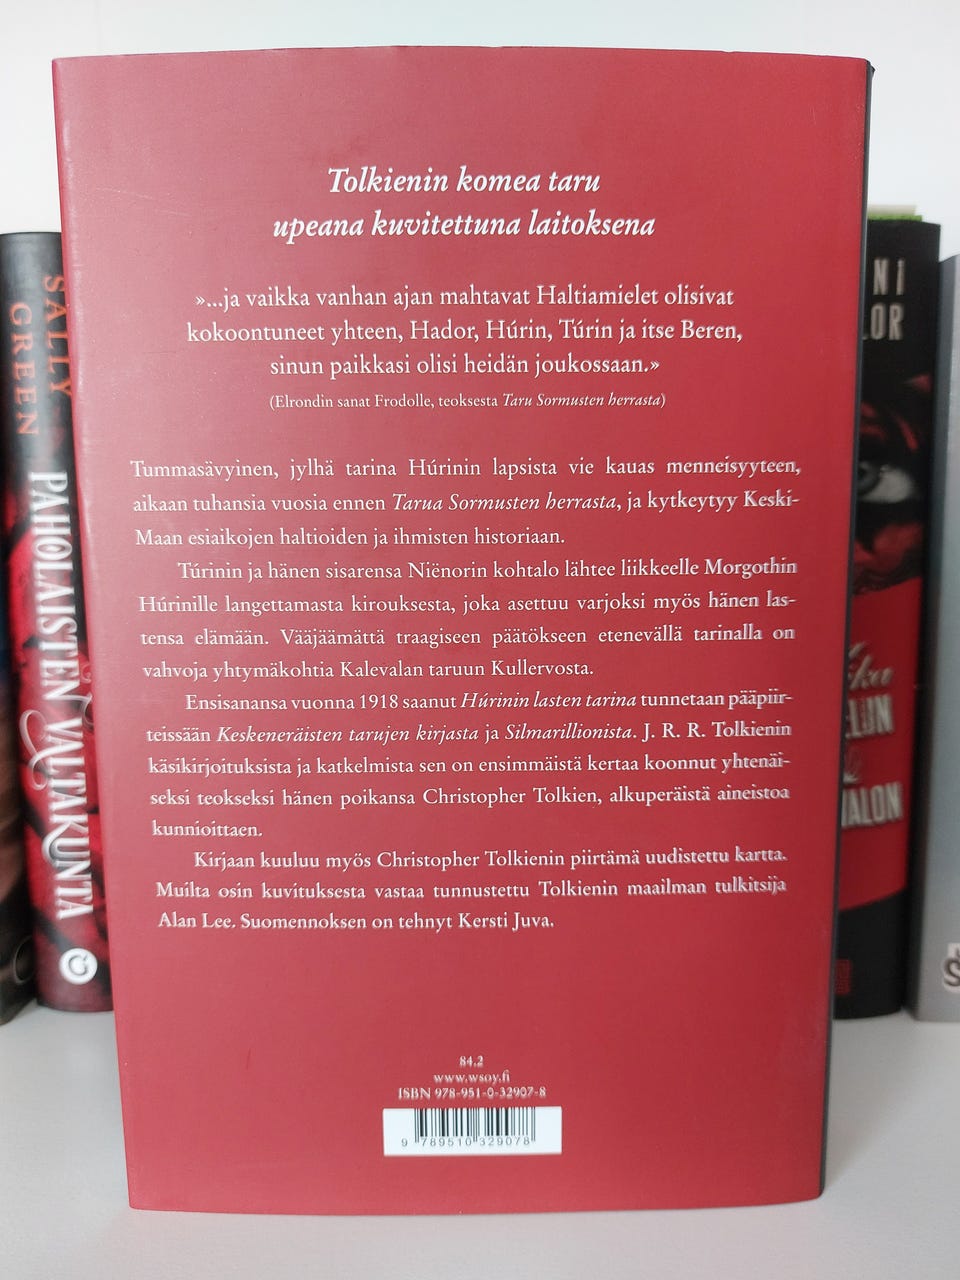 Tolkienin komea taru
upeana kuvitettuna laitoksena
»...ja vaikka vanhan ajan mahtavat Haltiamielet olisivat
kokoontuneet yhteen, Hador, Húrin, Túrin ja itse Beren,
sinun paikkasi olisi heidän joukossaan.»
(Elrondin sanat Frodolle, teoksesta Taru Sormusten herrasta)
Tummasävyinen, jylhä tarina Húrinin lapsista vie kauas menneisyyteen,
aikaan tuhansia vuosia ennen Tarua Sormusten herrasta, ja kytkeytyy Keski-
Maan esiaikojen haltioiden ja ihmisten historiaan.
Túrinin ja hänen sisarensa Niënorin kohtalo lähtee liikkeelle Morgothin
Húrinille langettamasta kirouksesta, joka asettuu varjoksi myös hänen las-
tensa elämään. Vääjäämättä traagiseen päätökseen etenevällä tarinalla on
vahvoja yhtymäkohtia Kalevalan taruun Kullervosta.
Ensisanansa vuonna 1918 saanut Húrinin lasten tarina tunnetaan pääpiir-
teissään Keskeneräisten tarujen kirjasta ja Silmarillionista. J. R. R. Tolkienin
käsikirjoituksista ja katkelmista sen on ensimmäistä kertaa koonnut yhtenäi-
seksi teokseksi hänen poikansa Christopher Tolkien, alkuperäistä aineistoa
kunnioittaen.
Kirjaan kuuluu myös Christopher Tolkienin piirtämä uudistettu kartta.
Muilta osin kuvituksesta vastaa tunnustettu Tolkienin maailman tulkitsija
Alan Lee. Suomennoksen on tehnyt Kersti Juva.
84.2
www.wsoy.fi
ISBN 978-951-0-32907-8
9 789510 329078
SALLY
GREEN
PAHOLAISTEN VALTAKUNTA